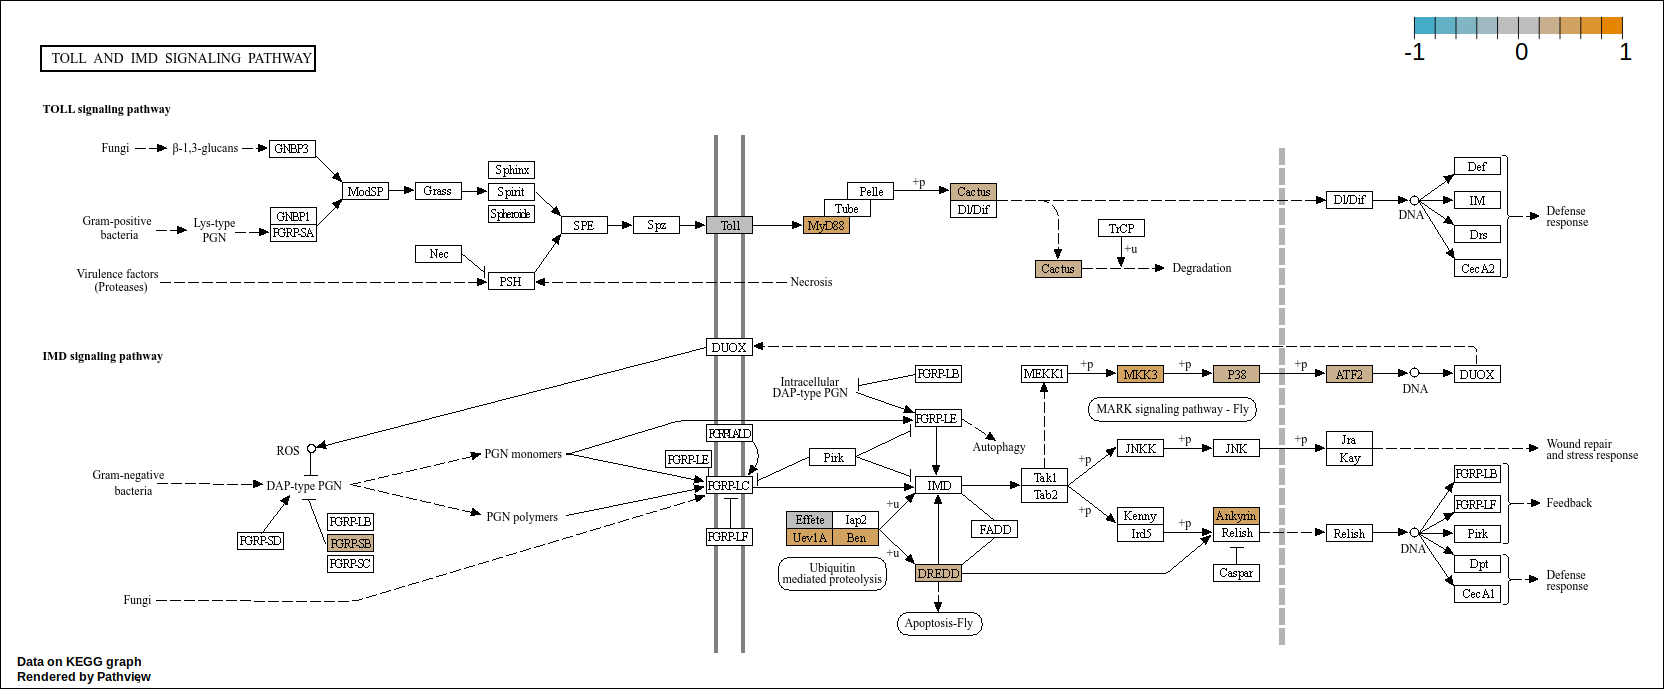 -1 0 1
TOLL AND IMD SIGNALING PATHWAY
TOLL signaling pathway
Fungi
β-1,3-glucans
GNBP3
ModSP
Grass
Sphinx
Spirit
Spheroide
Gram-positive
bacteria
Lys-type
PGN
GNBP1
PGRP-SA
SPE
Spz
Toll
MyD88
Tube
Pelle
+p
Cactus
Dl/Dif
Dl/Dif
DNA
Def
IM
Drs
CecA2
Defense
response
Nec
Virulence factors
(Proteases)
PSH
Necrosis
TrCP
+u
Cactus
Degradation
IMD signaling pathway
DUOX
Intracellular
DAP-type PGN
PGRP-LB
MEKK1
+p
MKK3
+p
P38
+p
ATF2
DNA
DUOX
MARK signaling pathway - Fly
PGRP-LE
Autophagy
ROS
PGN monomers
PGRP-LE
Pirk
JNKK
+p
JNK
+p
Jra
Kay
Wound repair
and stress response
+p
Gram-negative
bacteria
DAP-type PGN
PGRP-LC
IMD
Tak1
Tab2
PGRP-LB
PGRP-LF
Pirk
Feedback
PGN polymers
+u
Effete
Iap2
Uev1A
Ben
FADD
+p
Kenny
Ird5
+p
Ankyrin
Relish
Relish
DNA
PGRP-SD
PGRP-LB
PGRP-SB
PGRP-SC
PGRP-LF
+u
Ubiquitin
mediated proteolysis
DREDD
Caspar
Dpt
CecA1
Defense
response
Fungi
Apoptosis-Fly
Data on KEGG graph
Rendered by Pathview